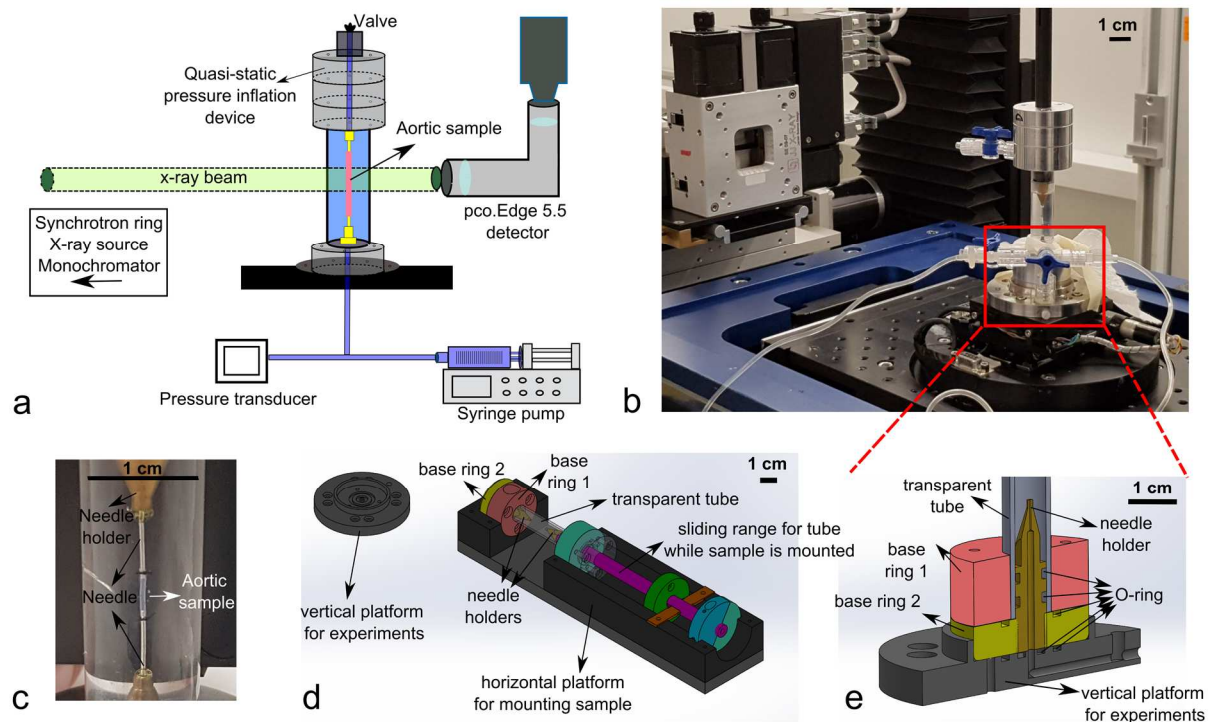 Valve
Quasi-static
pressure inflation
device
Aortic sample
x-ray beam
pco.Edge 5.5
detector
Synchrotron ring
X-ray source
Monochromator
Pressure transducer
Syringe pump
a
1 cm
X-RAY
b
1 cm
Needle
holder
Needle
Aortic
sample
c
base ring 2
base
ring 1
1 cm
transparent tube
sliding range for tube
while sample is mounted
vertical platform
for experiments
needle
holders
horizontal platform
for mounting sample
d
transparent
tube
1 cm
needle
holder
base
ring 1
base ring 2
O-ring
vertical platform
for experiments
e